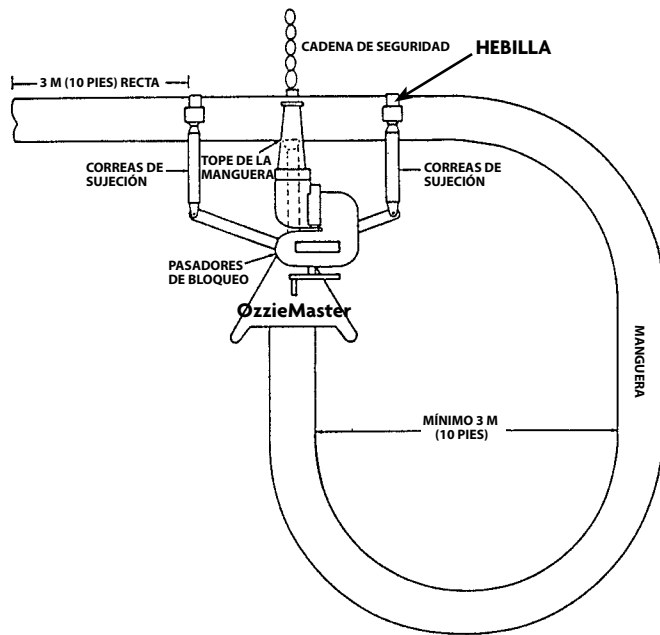 CADENA DE SEGURIDAD
HEBILLA
3 M (10 PIES) RECTA
CORREAS DE
SUJECIÓN
TOPE DE LA
MANGUERA
CORREAS DE
SUJECIÓN
PASADORES
DE BLOQUEO
OzzieMaster
MANGUERA
MÍNIMO 3 M
(10 PIES)